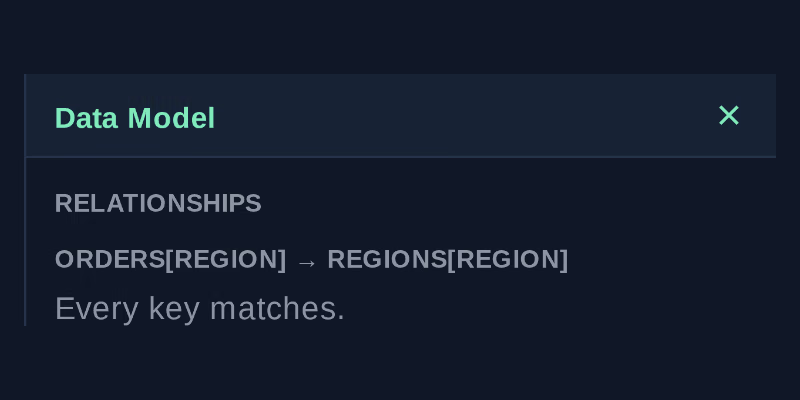 Data Model ✕
RELATIONSHIPS
ORDERS[REGION] → REGIONS[REGION]
Every key matches.